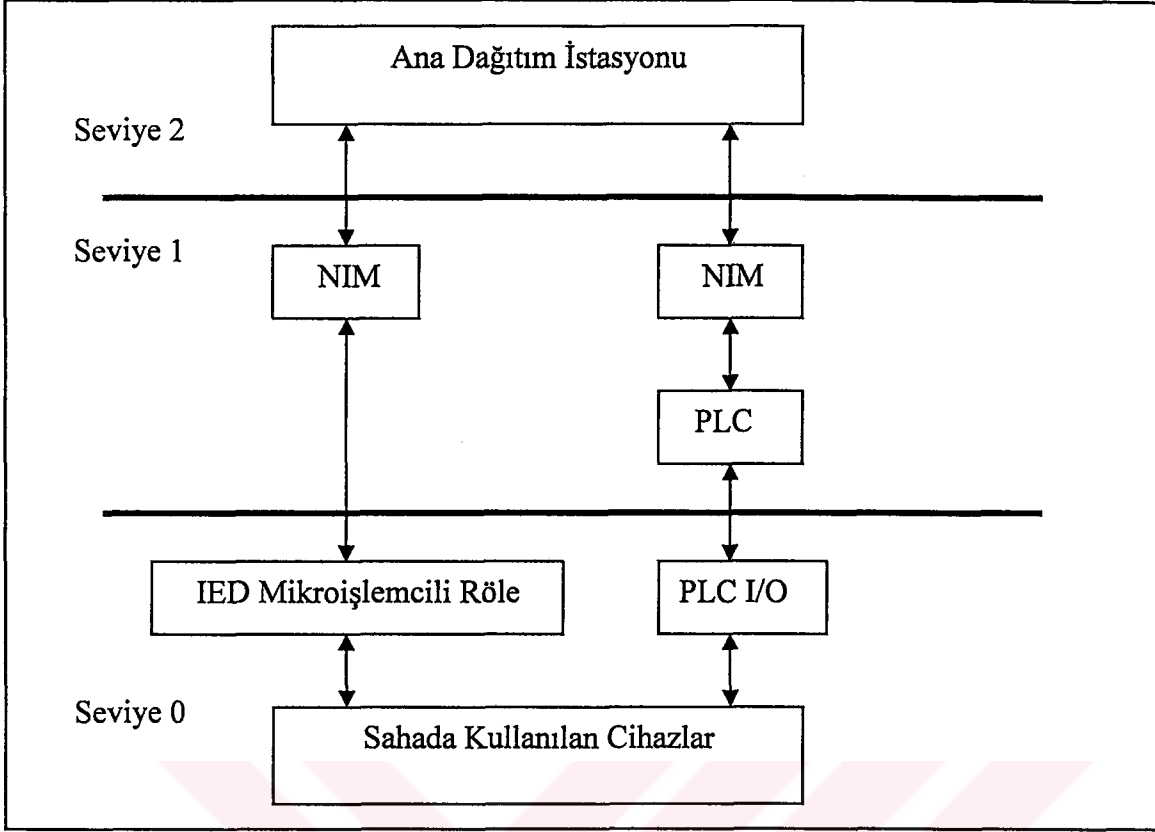 Ana Dağıtım İstasyonu
Seviye 2
Seviye 1
NIM
NIM
PLC
IED Mikroişlemcili Röle
PLC I/O
Seviye 0
Sahada Kullanılan Cihazlar